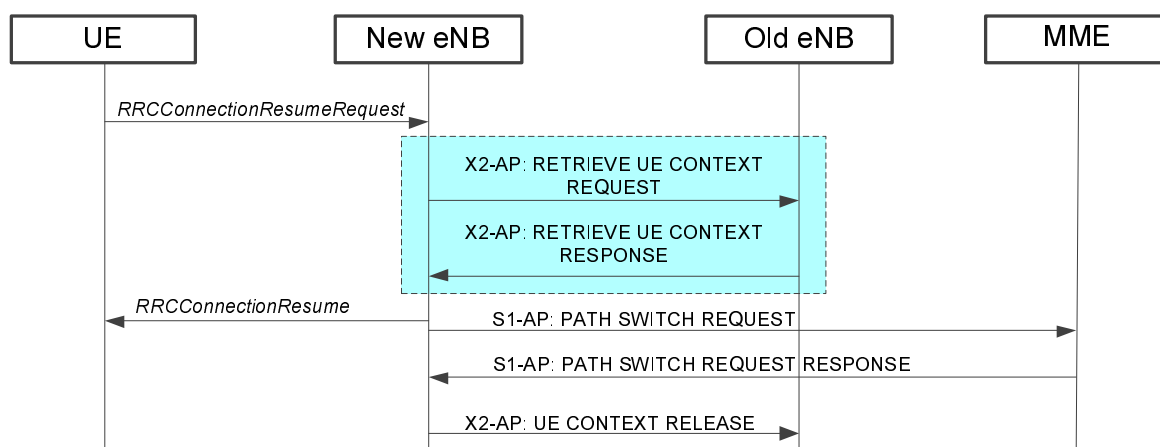 UE
New eNB
Old eNB
MME
RRCConnectionResumeRequest
X2-AP: RETRIEVE UE CONTEXT
REQUEST
X2-AP: RETRIEVE UE CONTEXT
RESPONSE
RRCConnectionResume
S1-AP: PATH SWITCH REQUEST
S1-AP: PATH SWITCH REQUEST RESPONSE
X2-AP: UE CONTEXT RELEASE